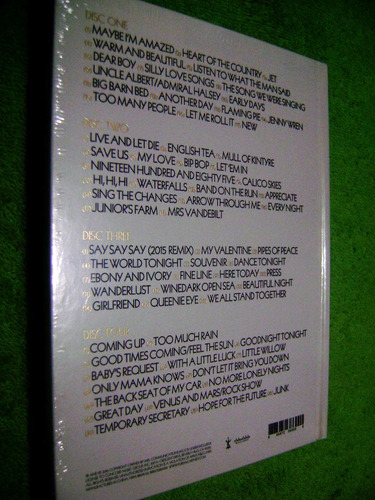 DISC ONE
MAYBE I'M AMAZED HEART OF THE COUNTRY JET
WARM AND BEAUTIFUL LISTEN TO WHAT THE MAN SAID
DEAR BOY SILLY LOVE SONGS THE SONG WE WERE SINGING
UNCLE ALBERT/ADMIRAL HALSEY EARLY DAYS
BIG BARN BED ANOTHER DAY FLAMING PIE JENNY WREN
TOO MANY PEOPLE LET ME ROLL IT NEW
DISC TWO
LIVE AND LET DIE ENGLISH TEA MULL OF KINTYRE
SAVE US MY LOVE BIP BOP LET 'EM IN
NINETEEN HUNDRED AND EIGHTY FIVE CALICO SKIES
HI, HI, HI WATERFALLS BAND ON THE RUN APPRECIATE
SING THE CHANGES ARROW THROUGH ME EVERY NIGHT
JUNIOR'S FARM MRS VANDEBILT
DISC THREE
SAY SAY SAY (2015 REMIX) MY VALENTINE PIPES OF PEACE
THE WORLD TONIGHT SOUVENIR DANCE TONIGHT
EBONY AND IVORY FINE LINE HERE TODAY PRESS
WANDERLUST WINEDARK OPEN SEA BEAUTIFUL NIGHT
GIRLFRIEND QUEENIE EYE WE ALL STAND TOGETHER
DISC FOUR
COMING UP TOO MUCH RAIN
GOOD TIMES COMING/FEEL THE SUN GOODNIGHT TONIGHT
BABY'S REQUEST WITH A LITTLE LUCK LITTLE WILLOW
ONLY MAMA KNOWS DON'T LET IT BRING YOU DOWN
THE BACK SEAT OF MY CAR NO MORE LONELY NIGHTS
GREAT DAY VENUS AND MARS/ROCK SHOW
TEMPORARY SECRETARY HOPE FOR THE FUTURE JUNK